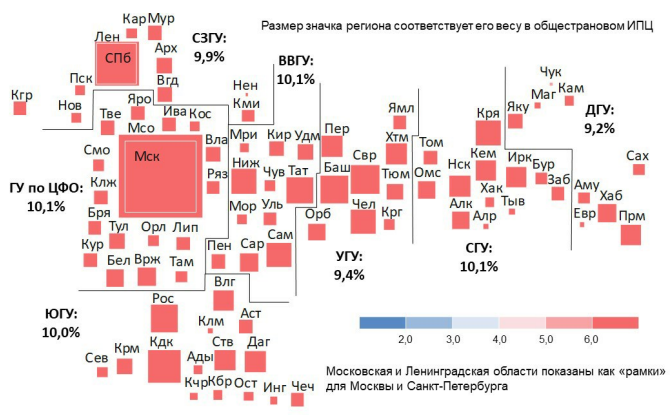 Размер значка региона соответствует его весу в общестрановом ИПЦ
Кар Мур
Лен
СПб
Арх
СЗГУ:
9,9%
Пск
Вгд
Кгр
Нов
ВВГУ:
10,1%
Нен
Кми
Чук
Маг Кам
ДГУ:
9,2%
Яро
Тве
Ива Кос
Мсо
Мск
Вла
Смо
ГУ по ЦФО:
10,1%
Клж
Ряз
Бря
Тул Орл Лип
Кур
Бел Врж Там
Мри Кир Удм
Ниж Чув Тат
Мор Уль
Пен Сар Сам
Ямл
Пер Хтм
Свр
Баш Тюм
Чел
Орб Крг
УГУ:
9,4%
Том
Омс
Кря
Нск Кем Ирк Бур
Хак
Заб
Алк Алр Тыв
СГУ:
10,1%
Яку
Сах
Аму
Хаб
Евр
Прм
ЮГУ:
10,0%
Рос
Влг
Клм Аст
Крм Кдк
Сев
Ады Ств Даг
Кчр Кбр Ост Инг Чеч
2,0 3,0 4,0 5,0 6,0
Московская и Ленинградская области показаны как «рамки»
для Москвы и Санкт-Петербурга